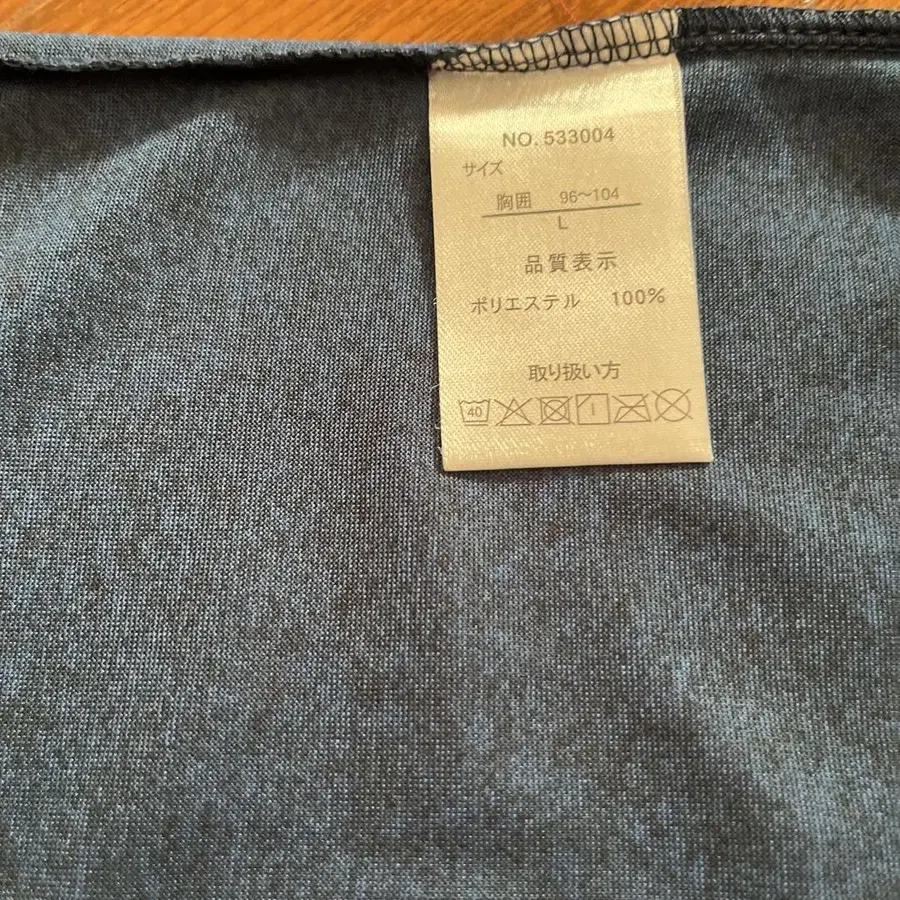 NO. 533004
サイズ
胸囲 96〜104
L
品質表示
ポリエステル 100%
取り扱い方
40